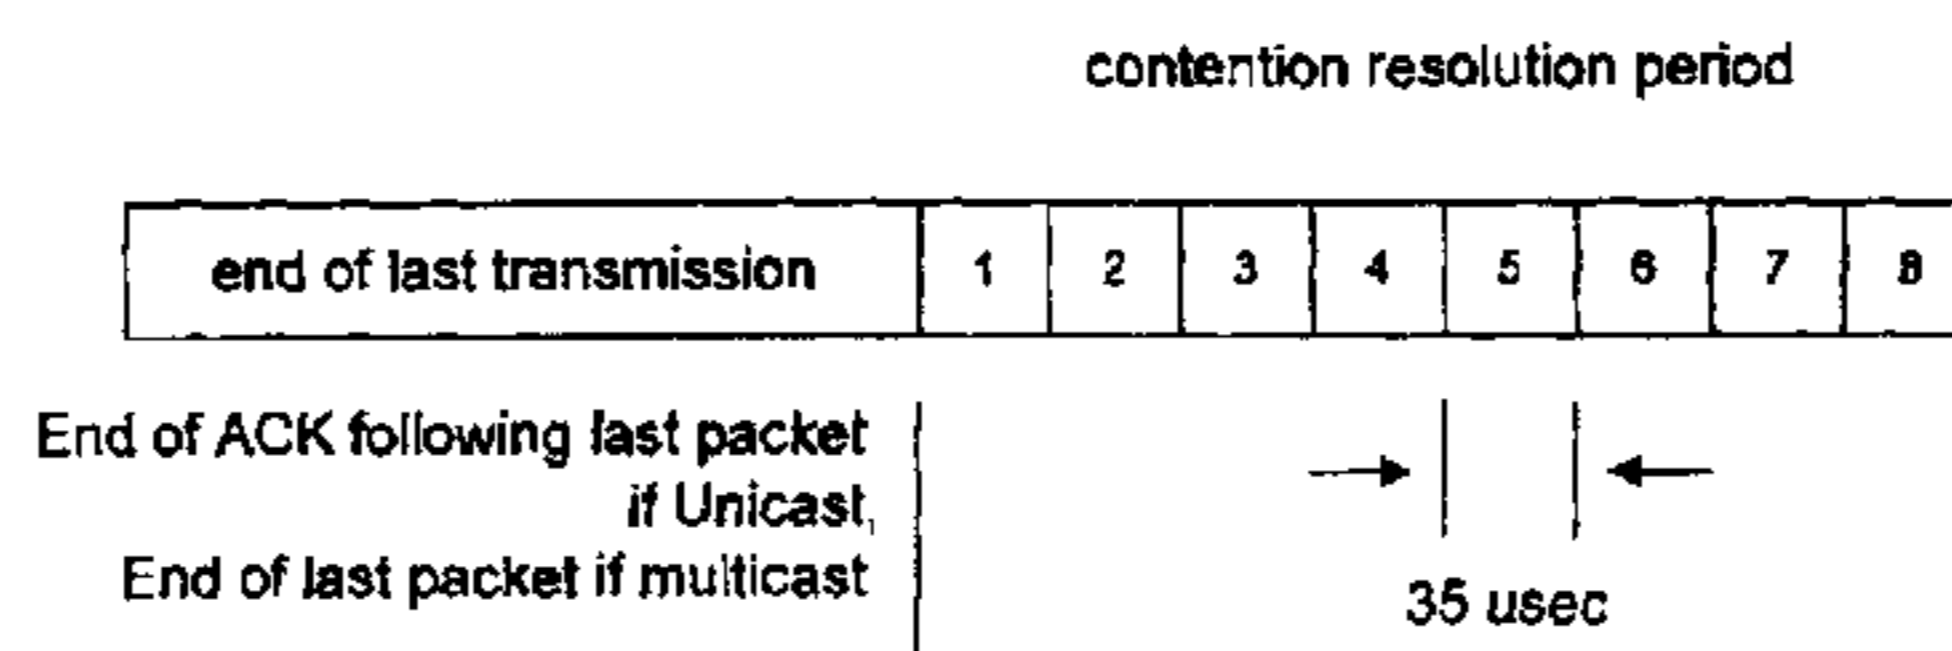 contention resolution period
end of last transmission 1 2 3 4 5 6 7 8
End of ACK following last packet
if Unicast,
End of last packet if multicast
35 usec